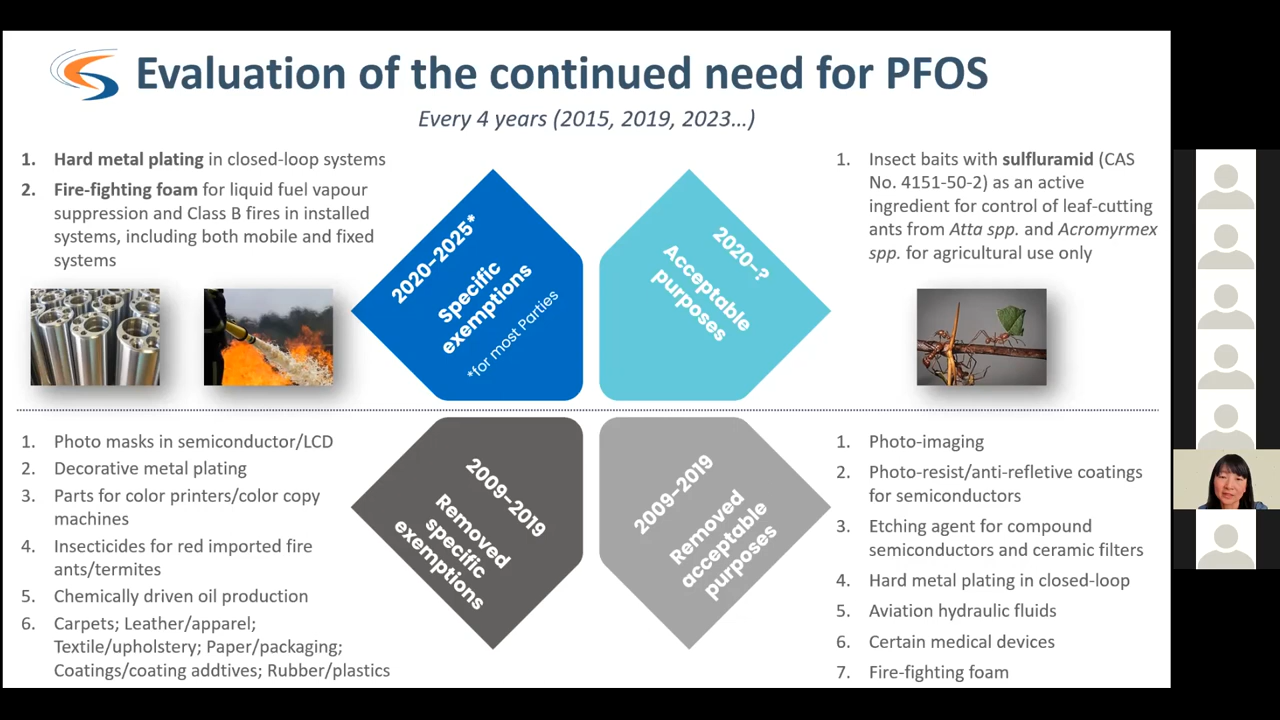 Evaluation of the continued need for PFOS
Every 4 years (2015, 2019, 2023…)
1. Hard metal plating in closed-loop systems
2. Fire-fighting foam for liquid fuel vapour
suppression and Class B fires in installed
systems, including both mobile and fixed
systems
2020–2025*
Specific
exemptions
*for most Parties
2020–?
Acceptable
purposes
1. Insect baits with sulfluramid (CAS
No. 4151-50-2) as an active
ingredient for control of leaf-cutting
ants from Atta spp. and Acromyrmex
spp. for agricultural use only
1. Photo masks in semiconductor/LCD
2. Decorative metal plating
3. Parts for color printers/color copy
machines
4. Insecticides for red imported fire
ants/termites
5. Chemically driven oil production
6. Carpets; Leather/apparel;
Textile/upholstery; Paper/packaging;
Coatings/coating addtives; Rubber/plastics
2009–2019
Removed
specific
exemptions
2009–2019
Removed
acceptable
purposes
1. Photo-imaging
2. Photo-resist/anti-refletive coatings
for semiconductors
3. Etching agent for compound
semiconductors and ceramic filters
4. Hard metal plating in closed-loop
5. Aviation hydraulic fluids
6. Certain medical devices
7. Fire-fighting foam